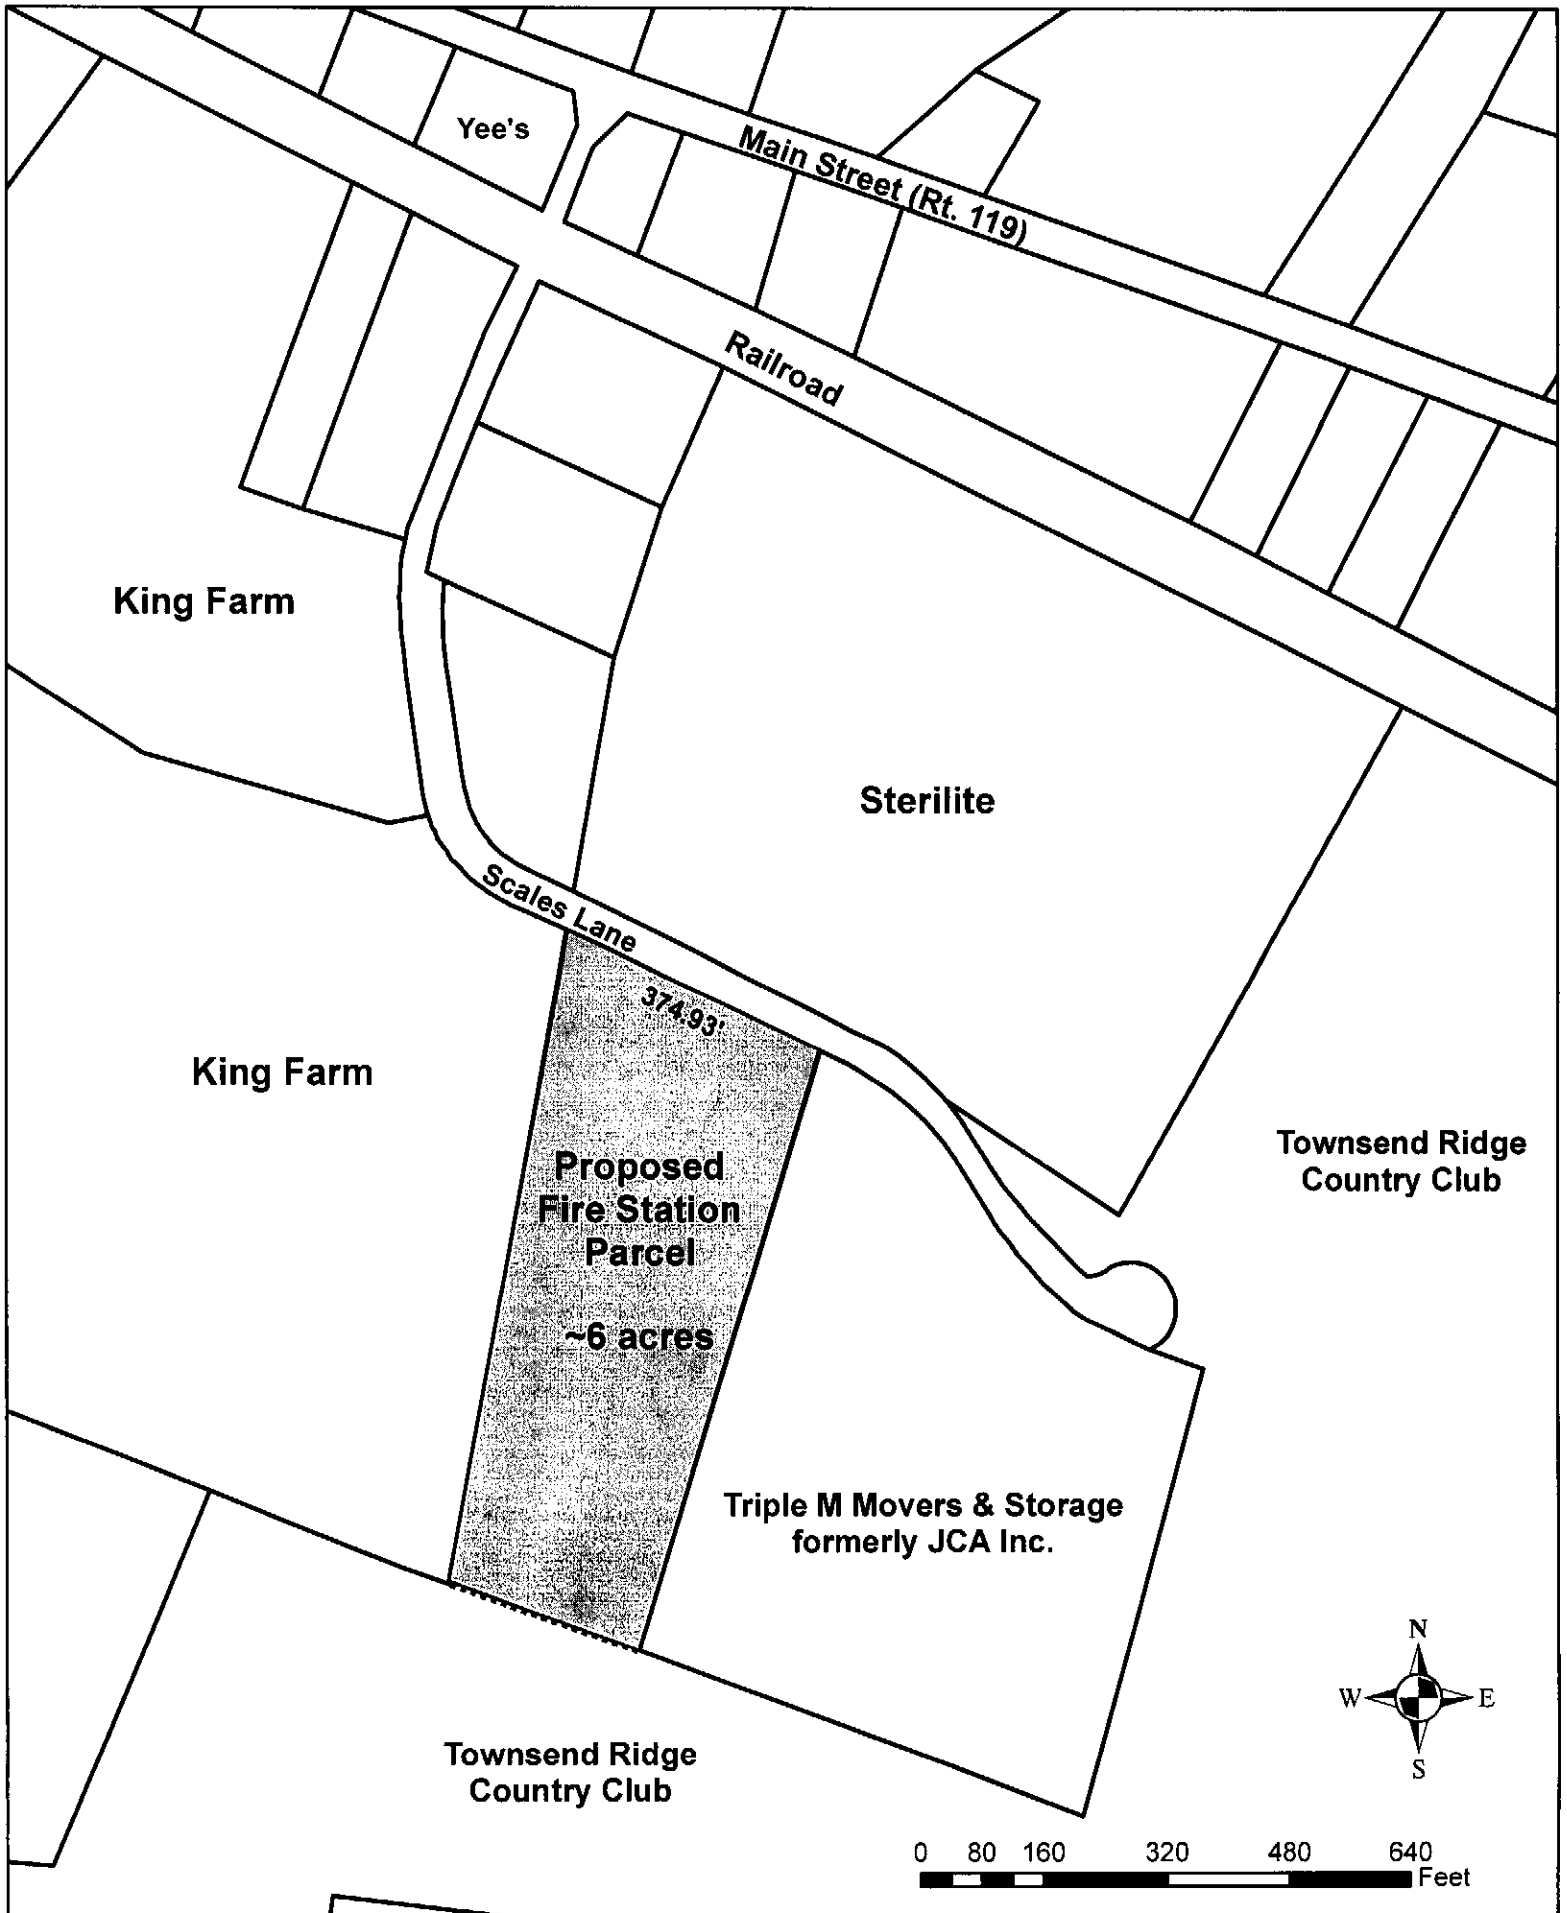 Yee's
Main Street (Rt. 119)
Railroad
King Farm
Sterilite
Scales Lane
374.93'
King Farm
Townsend Ridge
Country Club
Proposed
Fire Station
Parcel
~6 acres
Triple M Movers & Storage
formerly JCA Inc.
N
W E
S
Townsend Ridge
Country Club
0 80 160 320 480 640
Feet